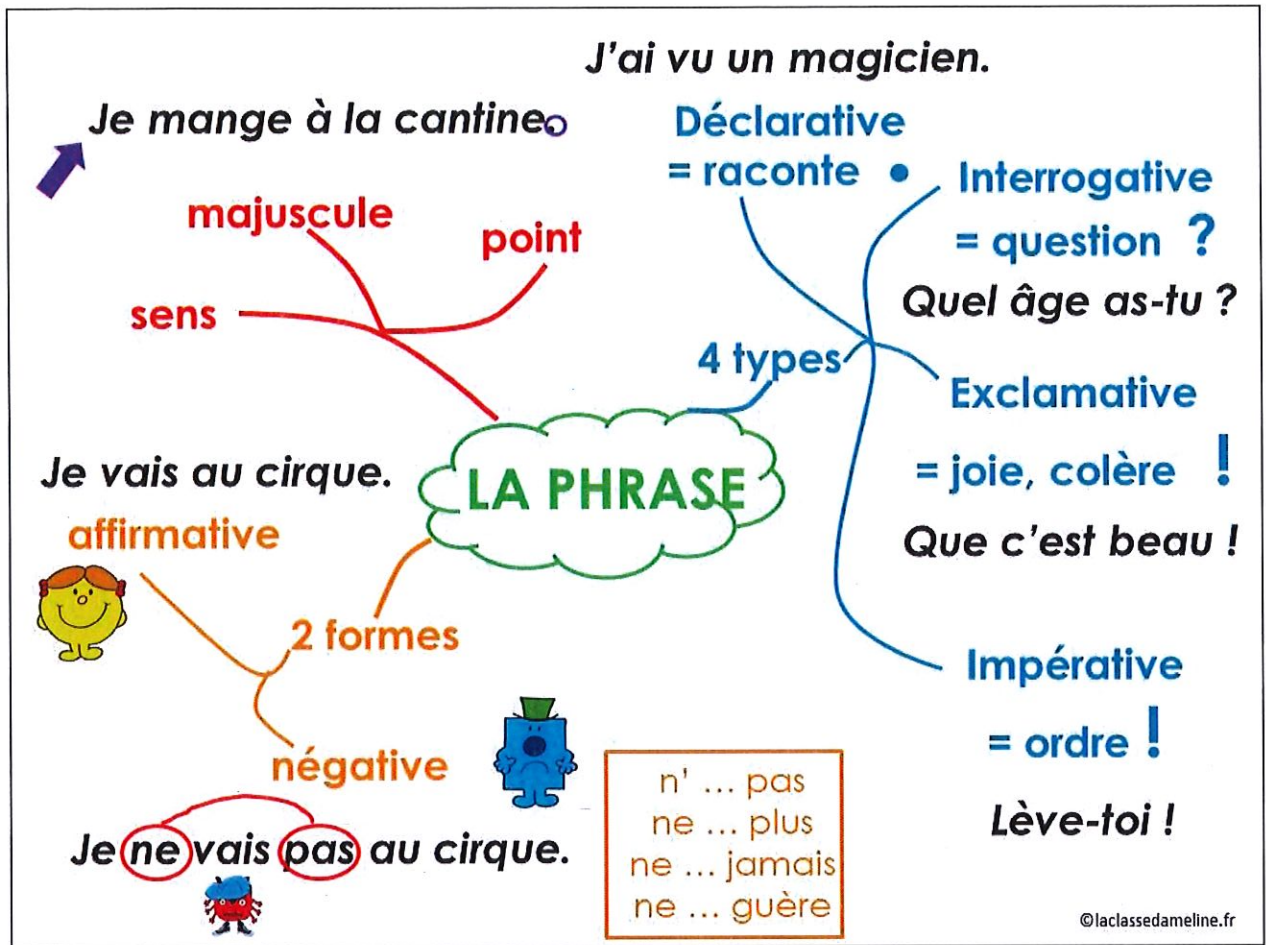 J'ai vu un magicien.
Je mange à la cantine.
Déclarative
= raconte •
Interrogative
= question ?
Quel âge as-tu ?
majuscule
point
sens
4 types
Exclamative
= joie, colère !
Que c'est beau !
LA PHRASE
Je vais au cirque.
affirmative
2 formes
négative
Je ne vais pas au cirque.
n' ... pas
ne ... plus
ne ... jamais
ne ... guère
Impérative
= ordre !
Lève-toi !
©laclassedameline.fr